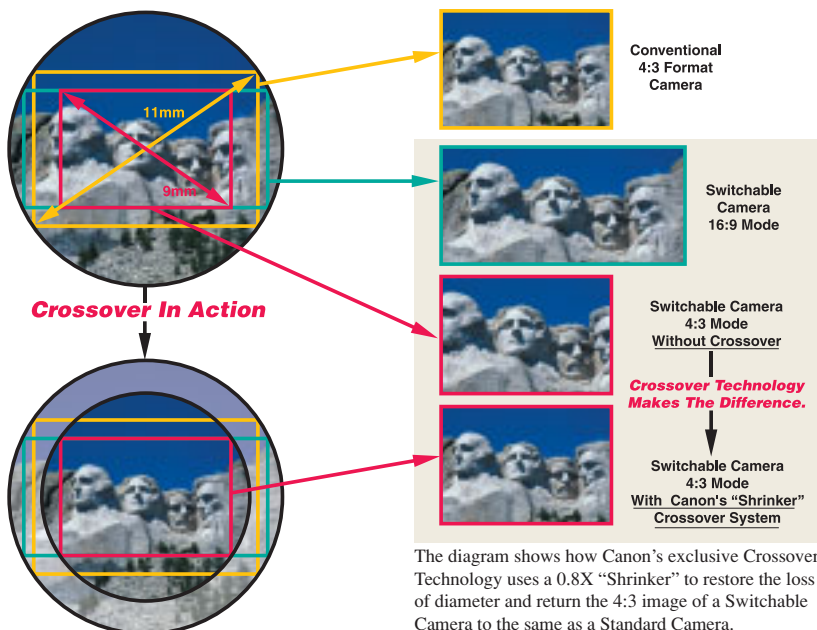 11mm
9mm
Conventional
4:3 Format
Camera
Switchable
Camera
16:9 Mode
Crossover In Action
Switchable Camera
4:3 Mode
Without Crossover
Crossover Technology
Makes The Difference.
Switchable Camera
4:3 Mode
With Canon's “Shrinker”
Crossover System
The diagram shows how Canon’s exclusive Crossover
Technology uses a 0.8X “Shrinker” to restore the loss
of diameter and return the 4:3 image of a Switchable
Camera to the same as a Standard Camera.